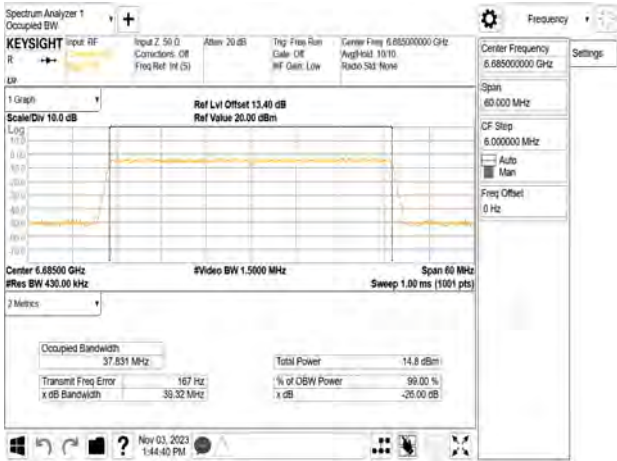 Spectrum Analyzer 1
Occupied BW
Frequency
KEYSIGHT
Input: RF
Input Z: 50 Ω
Atten: 20 dB
Trig: Free Run
Center Freq: 6.685000000 GHz
R
Corrections: Off
Gate: Off
Avg|Hold: 10/10
Freq Ref: Int (S)
#IF Gain: Low
Radio Std: None
Center Frequency
6.685000000 GHz
Settings
Span
60.000 MHz
CF Step
6.000000 MHz
Auto
Man
Freq Offset
0 Hz
1 Graph
Ref Lvl Offset 13.40 dB
Scale/Div 10.0 dB
Ref Value 20.00 dBm
Log
10.0
0.00
Center 6.68500 GHz
#Video BW 1.5000 MHz
Span 60 MHz
#Res BW 430.00 kHz
Sweep 1.00 ms (1001 pts)
2 Metrics
Occupied Bandwidth
37.831 MHz
Total Power
14.8 dBm
Transmit Freq Error
167 Hz
% of OBW Power
99.00 %
x dB Bandwidth
39.32 MHz
x dB
-26.00 dB
?
Nov 03, 2023
1:44:40 PM